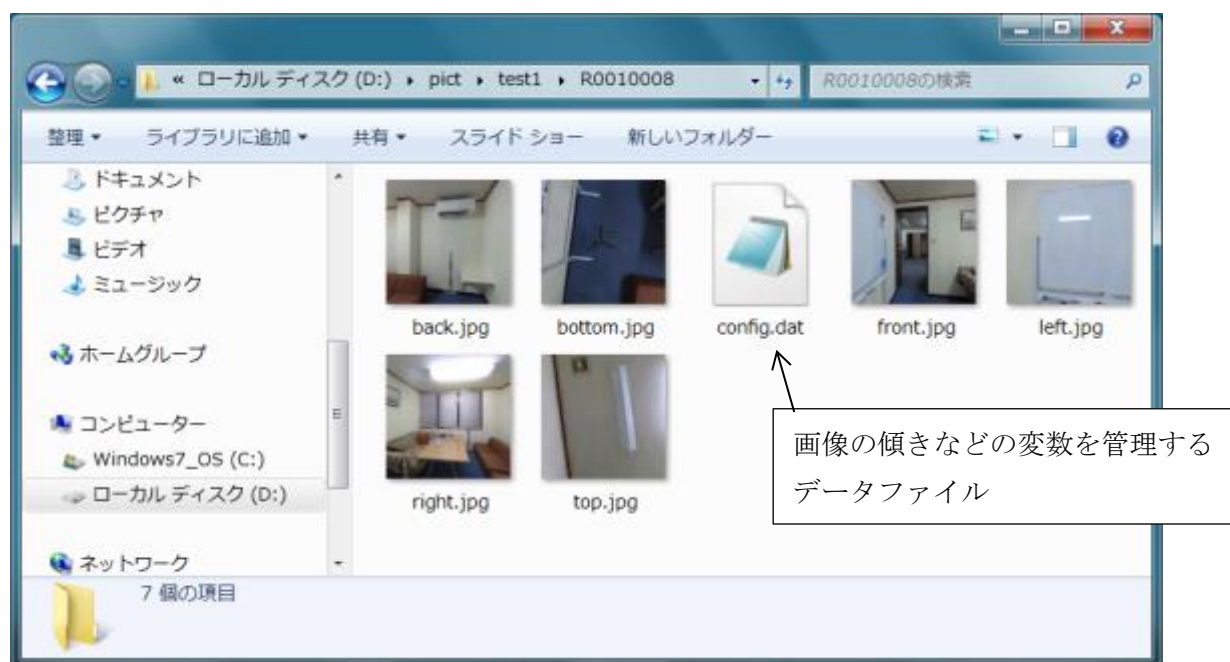 « ローカル ディスク (D:) ▸ pict ▸ test1 ▸ R0010008
R0010008の検索
整理 ライブラリに追加 共有 スライド ショー 新しいフォルダー
ドキュメント
ピクチャ
ビデオ
ミュージック
ホームグループ
コンピューター
Windows7_OS (C:)
ローカル ディスク (D:)
ネットワーク
back.jpg bottom.jpg config.dat front.jpg left.jpg
right.jpg top.jpg
画像の傾きなどの変数を管理する
データファイル
7 個の項目